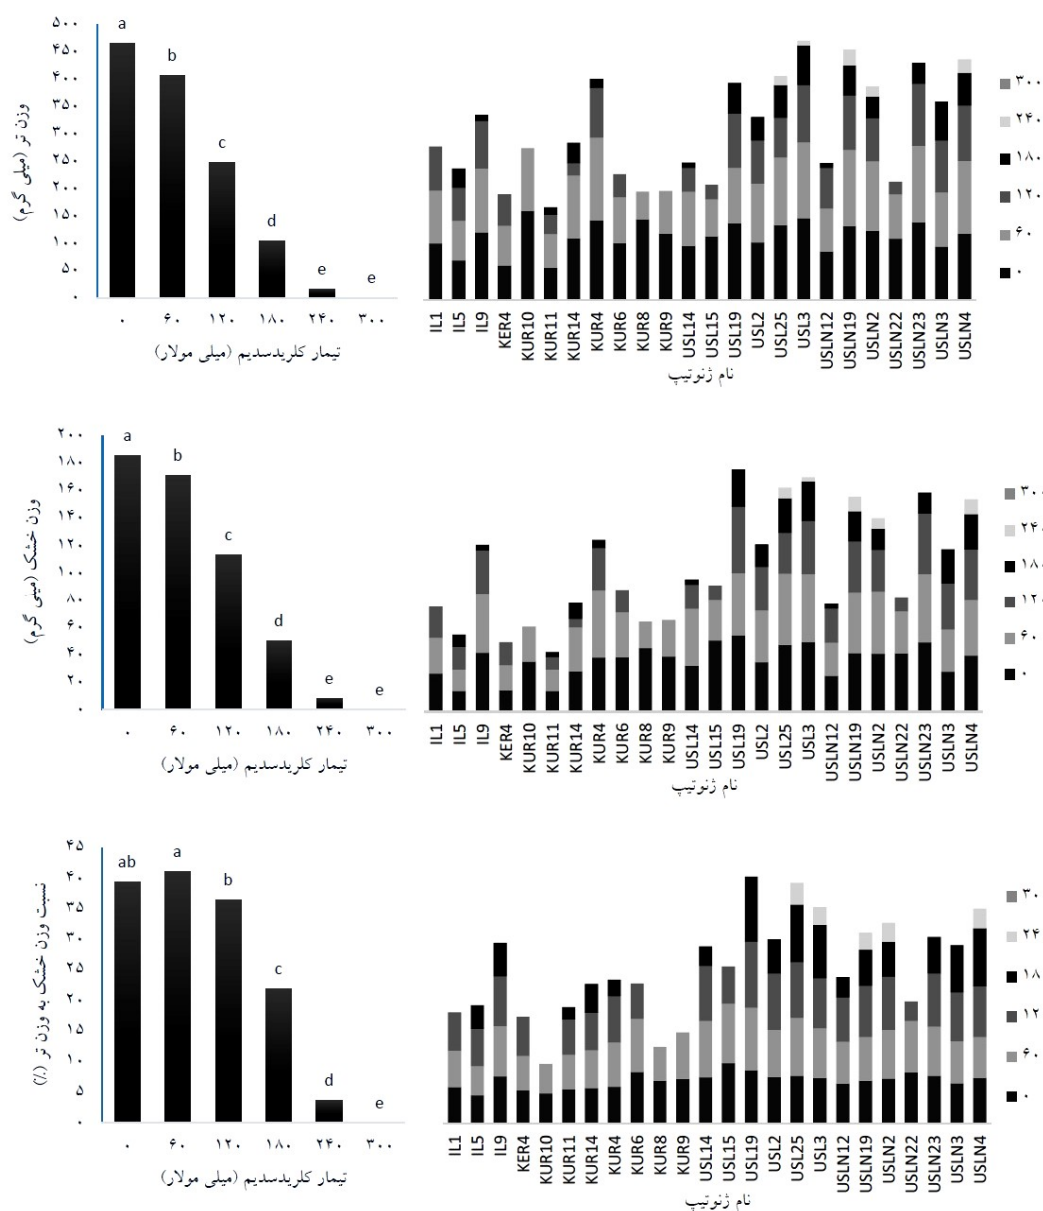 وزن تر (میلی گرم)
۵۰۰
۴۵۰
۴۰۰
۳۵۰
۳۰۰
۲۵۰
۲۰۰
۱۵۰
۱۰۰
۵۰
۰
a
b
c
d
e
e
۰ ۶۰ ۱۲۰ ۱۸۰ ۲۴۰ ۳۰۰
تیمار کلریدسدیم (میلی مولار)
۳۰۰
۲۴۰
۱۸۰
۱۲۰
۶۰
۰
IL1 IL5 IL9 KER4 KUR10 KUR11 KUR14 KUR4 KUR6 KUR8 KUR9 USL14 USL15 USL19 USL2 USL25 USL3 USLN12 USLN19 USLN2 USLN22 USLN23 USLN3 USLN4
نام ژنوتیپ
وزن خشک (میلی گرم)
۲۰۰
۱۸۰
۱۶۰
۱۴۰
۱۲۰
۱۰۰
۸۰
۶۰
۴۰
۲۰
۰
a
b
c
d
e
e
۰ ۶۰ ۱۲۰ ۱۸۰ ۲۴۰ ۳۰۰
تیمار کلریدسدیم (میلی مولار)
۳۰
۲۴
۱۸
۱۲
۶۰
۰
IL1 IL5 IL9 KER4 KUR10 KUR11 KUR14 KUR4 KUR6 KUR8 KUR9 USL14 USL15 USL19 USL2 USL25 USL3 USLN12 USLN19 USLN2 USLN22 USLN23 USLN3 USLN4
نام ژنوتیپ
نسبت وزن خشک به وزن تر (٪)
۴۵
۴۰
۳۵
۳۰
۲۵
۲۰
۱۵
۱۰
۵
۰
ab
a
b
c
d
e
۰ ۶۰ ۱۲۰ ۱۸۰ ۲۴۰ ۳۰۰
تیمار کلریدسدیم (میلی مولار)
۳۰
۲۴
۱۸
۱۲
۶۰
۰
IL1 IL5 IL9 KER4 KUR10 KUR11 KUR14 KUR4 KUR6 KUR8 KUR9 USL14 USL15 USL19 USL2 USL25 USL3 USLN12 USLN19 USLN2 USLN22 USLN23 USLN3 USLN4
نام ژنوتیپ